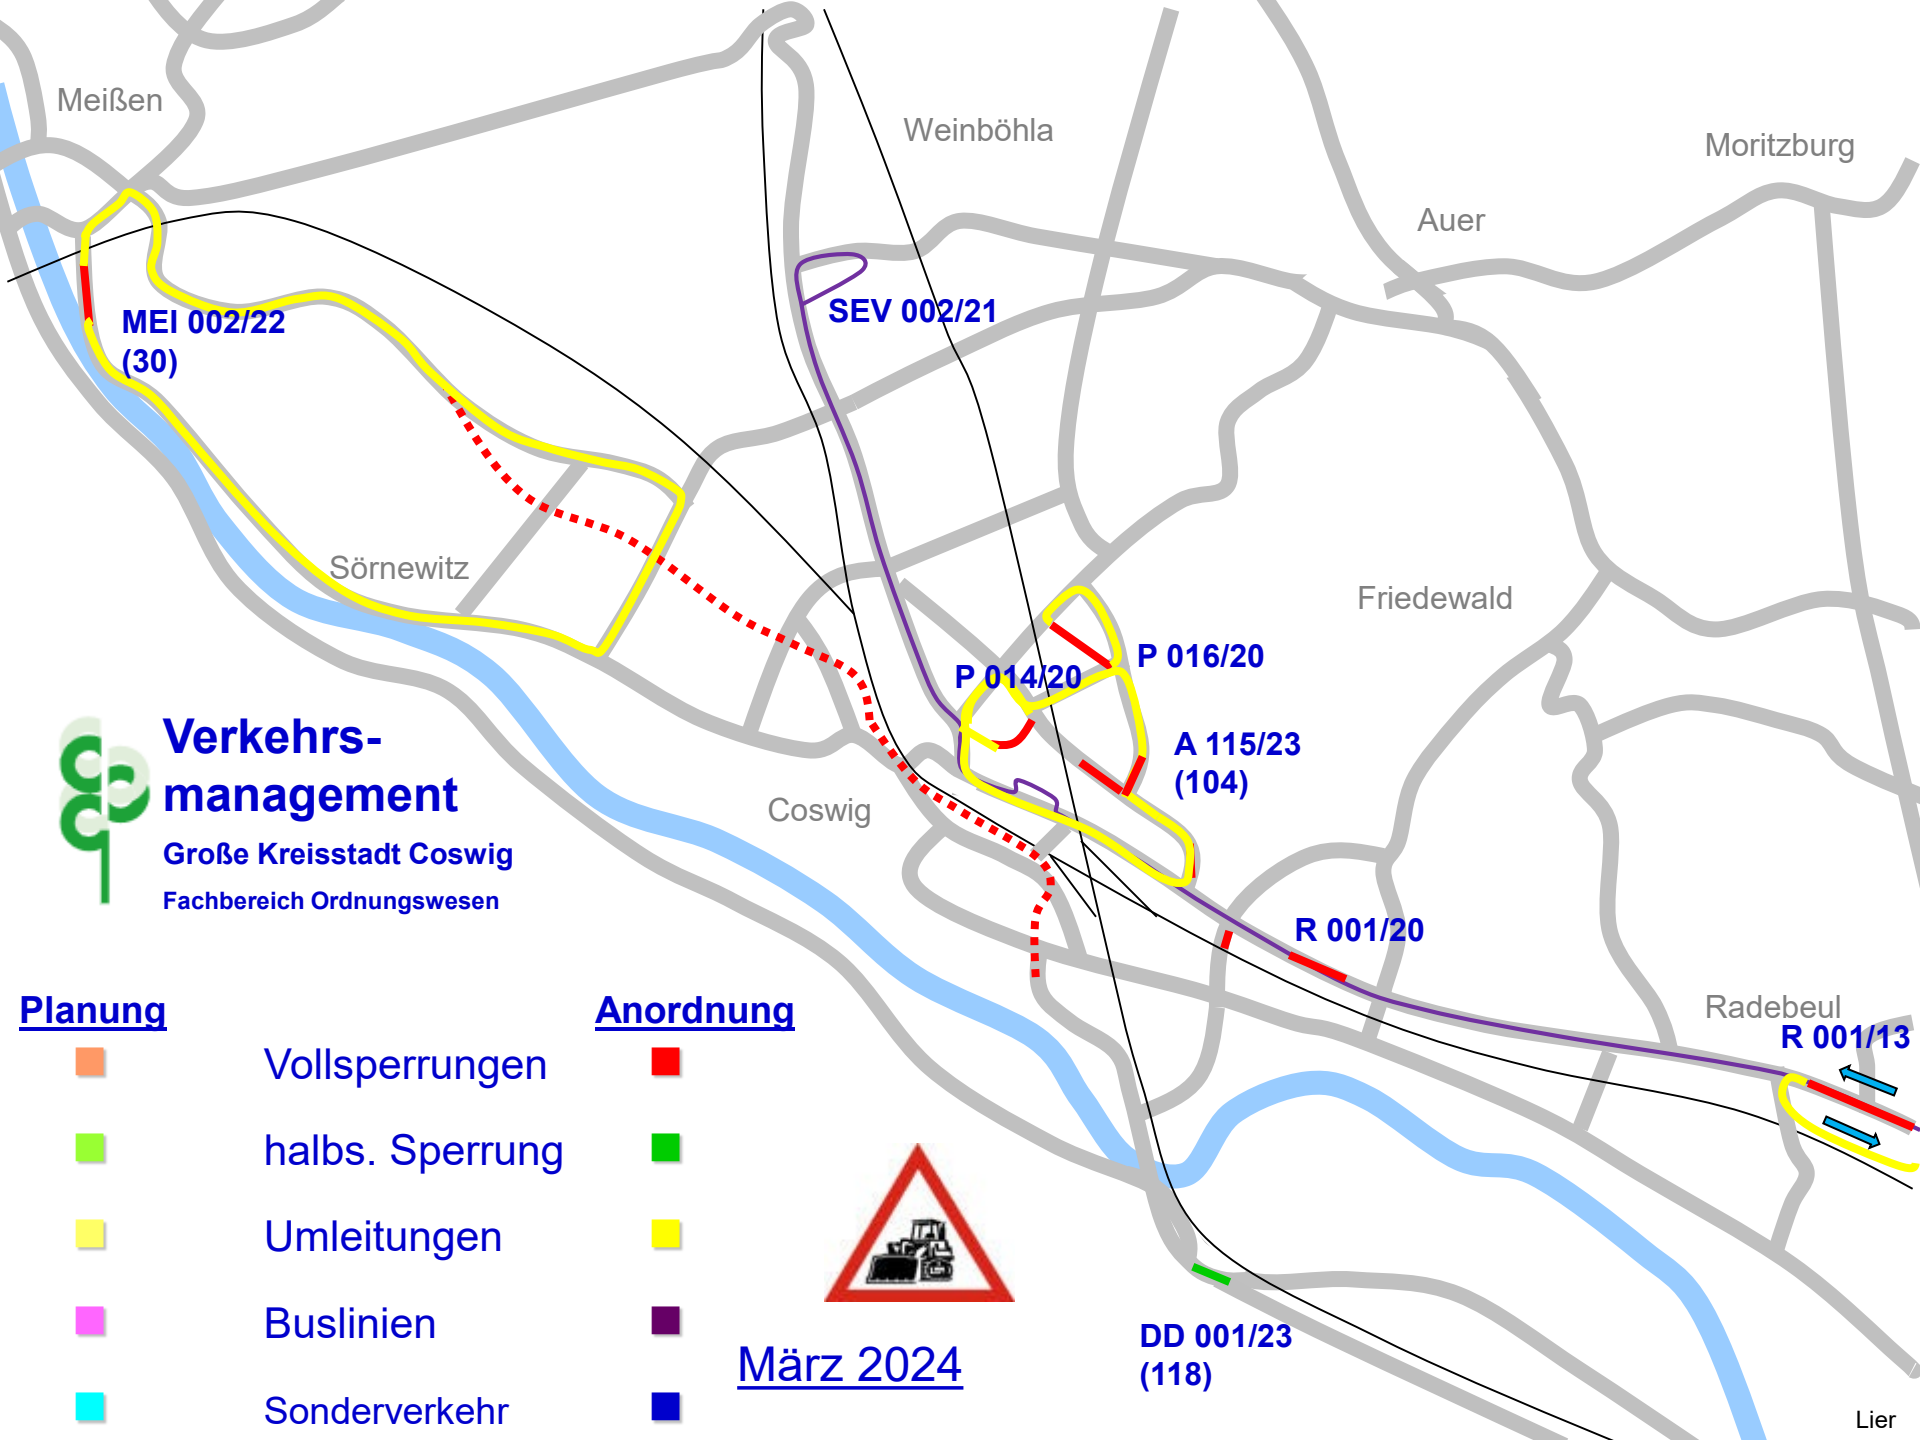 Meißen
Weinböhla
Moritzburg
Auer
SEV 002/21
MEI 002/22
(30)
Sörnewitz
Friedewald
P 016/20
P 014/20
A 115/23
(104)
Coswig
Verkehrs-
management
Große Kreisstadt Coswig
Fachbereich Ordnungswesen
R 001/20
Radebeul
R 001/13
Planung
Anordnung
Vollsperrungen
halbs. Sperrung
Umleitungen
Buslinien
Sonderverkehr
März 2024
DD 001/23
(118)
Lier